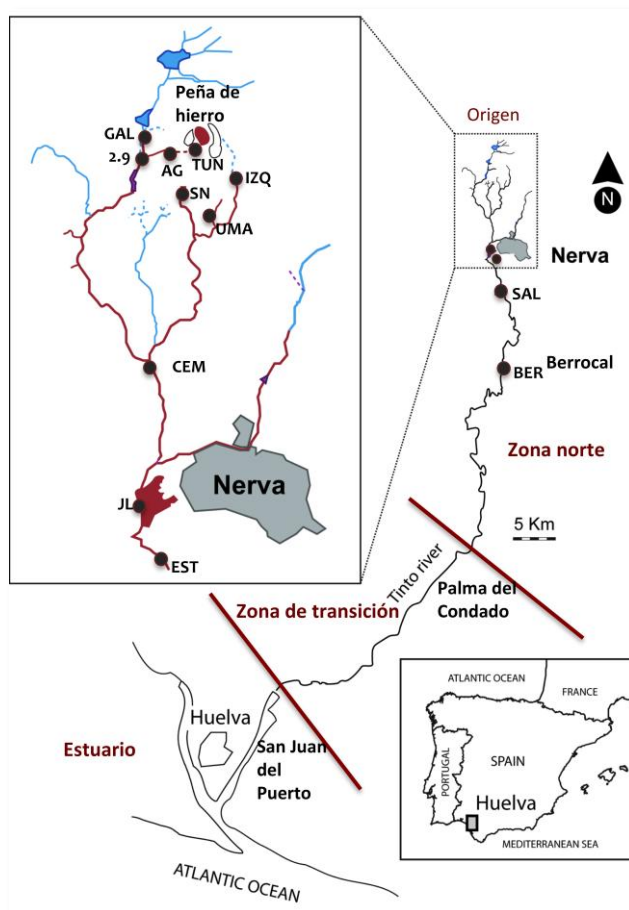 Peña de
hierro
GAL
2.9
AG
TUN
SN
IZQ
UMA
CEM
Nerva
JL
EST
Origen
N
Nerva
SAL
BER
Berrocal
Zona norte
5 Km
Tinto river
Palma del
Condado
Zona de transición
Huelva
Estuario
San Juan
del
Puerto
ATLANTIC OCEAN
ATLANTIC OCEAN
FRANCE
PORTUGAL
SPAIN
Huelva
MEDITERRANEAN SEA